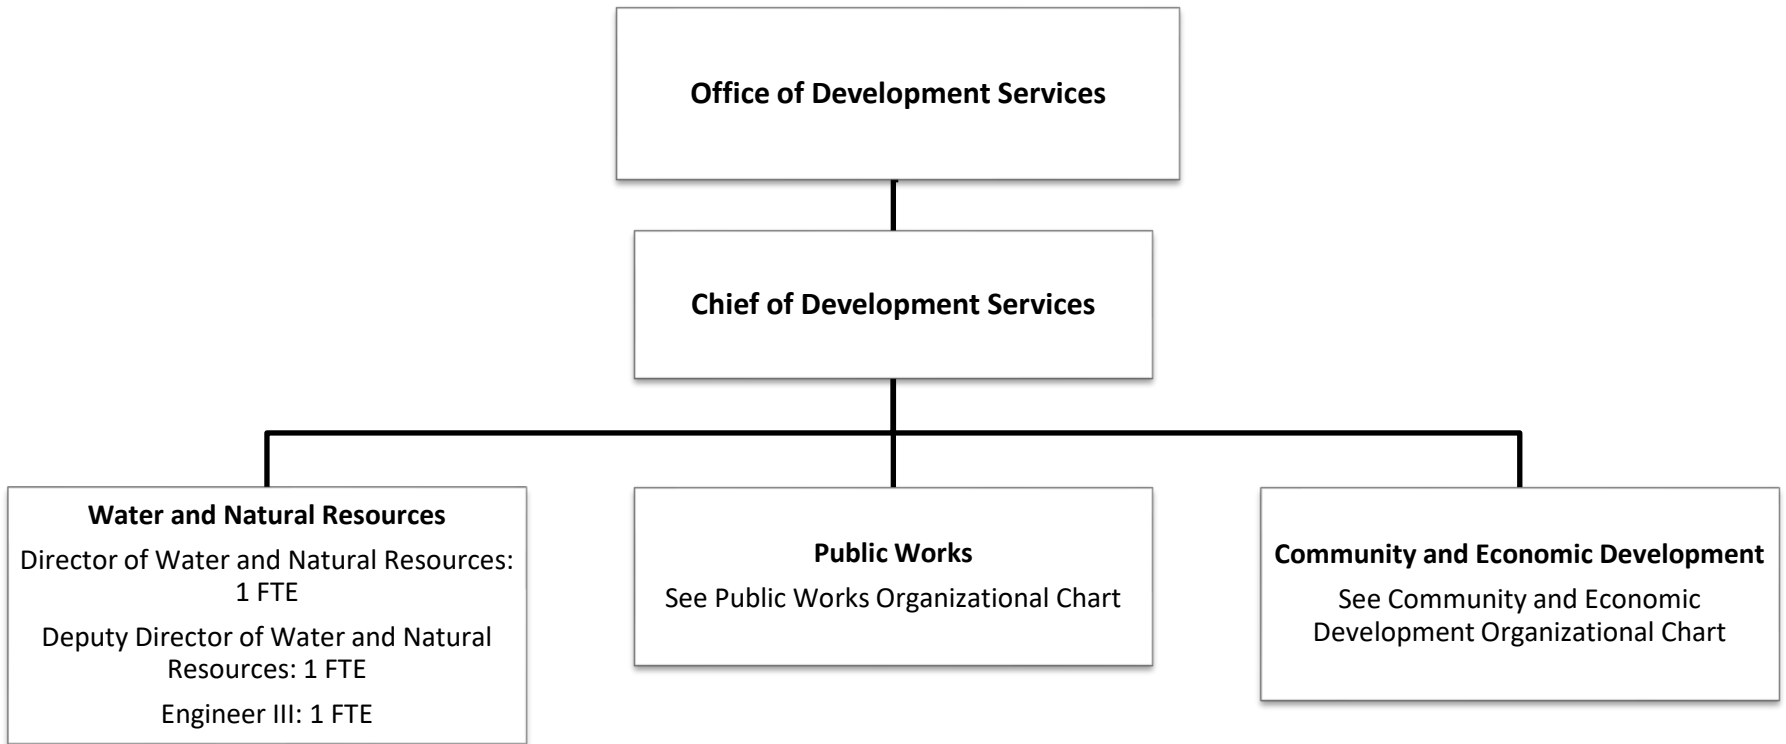 Office of Development Services
Chief of Development Services
Water and Natural Resources
Director of Water and Natural Resources:
1 FTE
Deputy Director of Water and Natural
Resources: 1 FTE
Engineer III: 1 FTE
Public Works
See Public Works Organizational Chart
Community and Economic Development
See Community and Economic
Development Organizational Chart